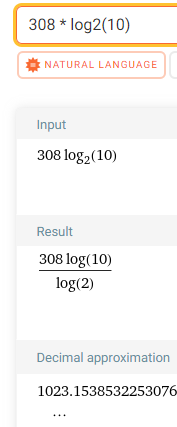 308 * log2(10)
NATURAL LANGUAGE
Input
308 log₂(10)
Result
308 log(10)
log(2)
Decimal approximation
1023.1538532253076
…